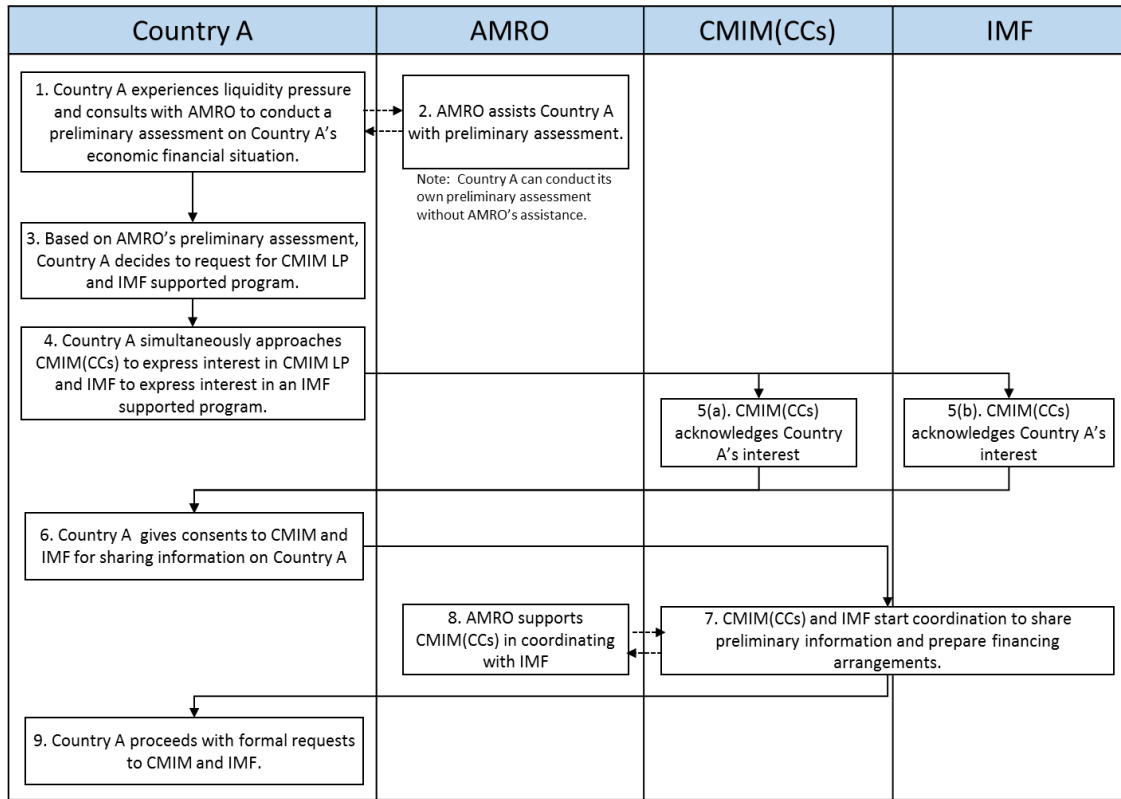 Country A
AMRO
CMIM(CCs)
IMF
1. Country A experiences liquidity pressure
and consults with AMRO to conduct a
preliminary assessment on Country A's
economic financial situation.
2. AMRO assists Country A
with preliminary assessment.
Note: Country A can conduct its
own preliminary assessment
without AMRO's assistance.
3. Based on AMRO's preliminary assessment,
Country A decides to request for CMIM LP
and IMF supported program.
4. Country A simultaneously approaches
CMIM(CCs) to express interest in CMIM LP
and IMF to express interest in an IMF
supported program.
5(a). CMIM(CCs)
acknowledges Country
A's interest
5(b). CMIM(CCs)
acknowledges Country A's
interest
6. Country A gives consents to CMIM and
IMF for sharing information on Country A
8. AMRO supports
CMIM(CCs) in coordinating
with IMF
7. CMIM(CCs) and IMF start coordination to share
preliminary information and prepare financing
arrangements.
9. Country A proceeds with formal requests
to CMIM and IMF.